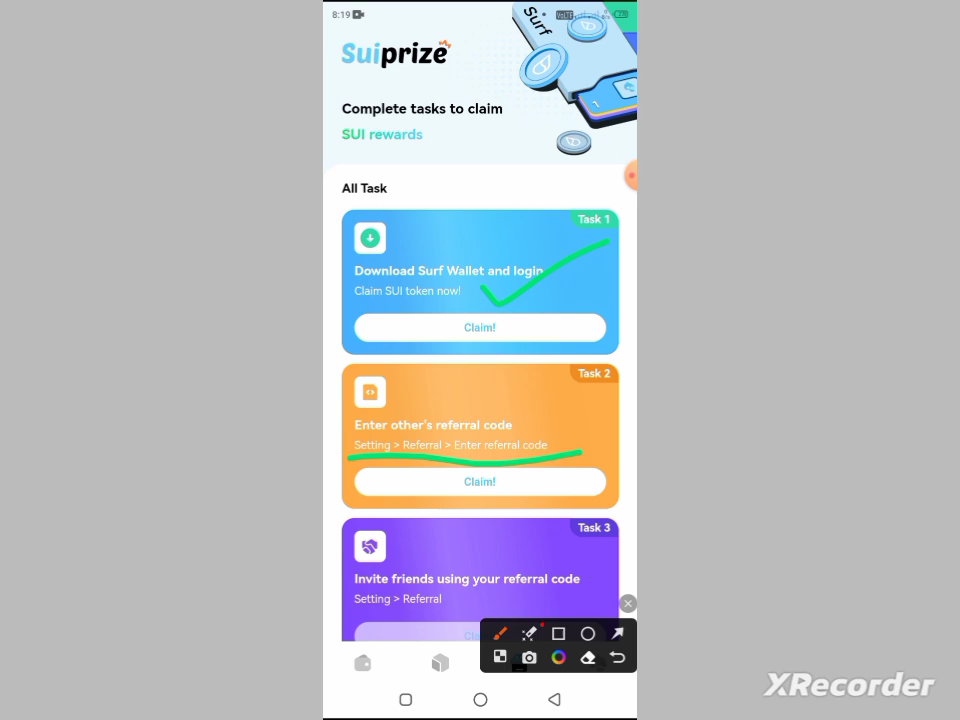 8:19
Surf
Suiprize
Complete tasks to claim
SUI rewards
All Task
Task 1
Download Surf Wallet and login
Claim SUI token now!
Claim!
Task 2
Enter other's referral code
Setting > Referral > Enter referral code
Claim!
Task 3
Invite friends using your referral code
Setting > Referral
XRecorder